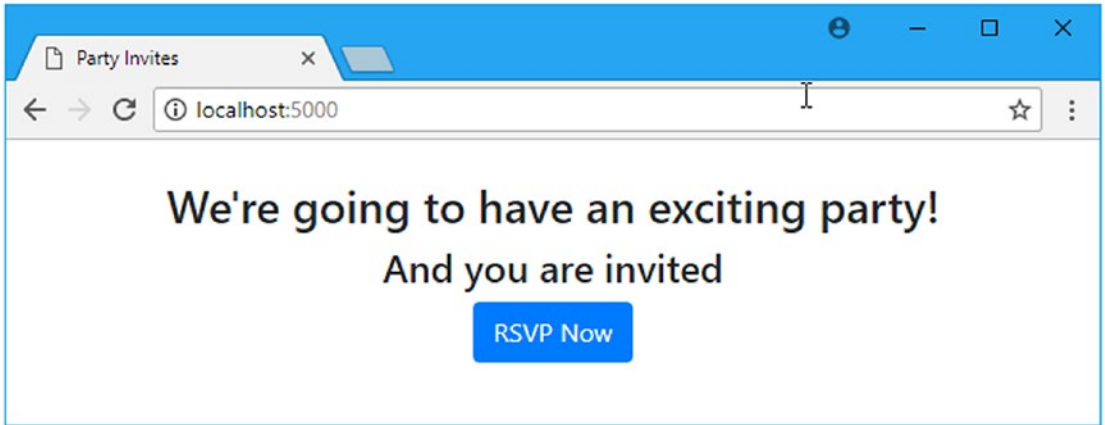 Party Invites
localhost:5000
We're going to have an exciting party!
And you are invited
RSVP Now